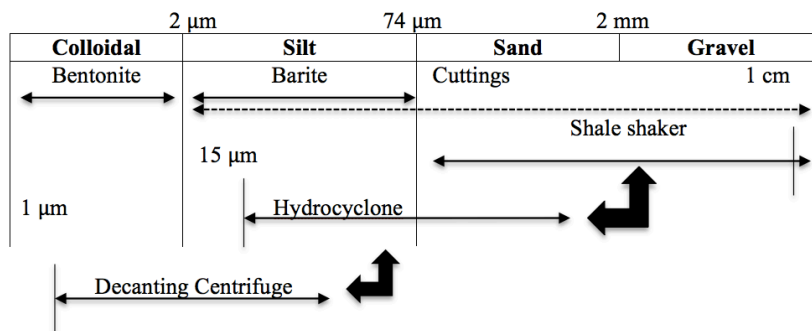 2 μm 74 μm 2 mm
Colloidal Silt Sand Gravel
Bentonite Barite Cuttings 1 cm
Shale shaker
15 μm
1 μm Hydrocyclone
Decanting Centrifuge